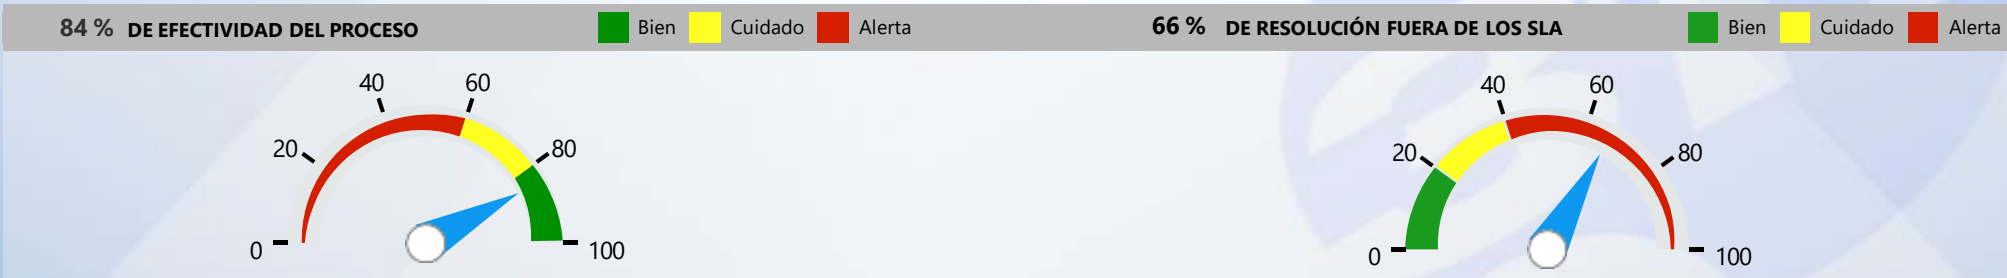 84 % DE EFECTIVIDAD DEL PROCESO
Bien Cuidado Alerta
40 60
20 80
0 100
66 % DE RESOLUCIÓN FUERA DE LOS SLA
Bien Cuidado Alerta
40 60
20 80
0 100